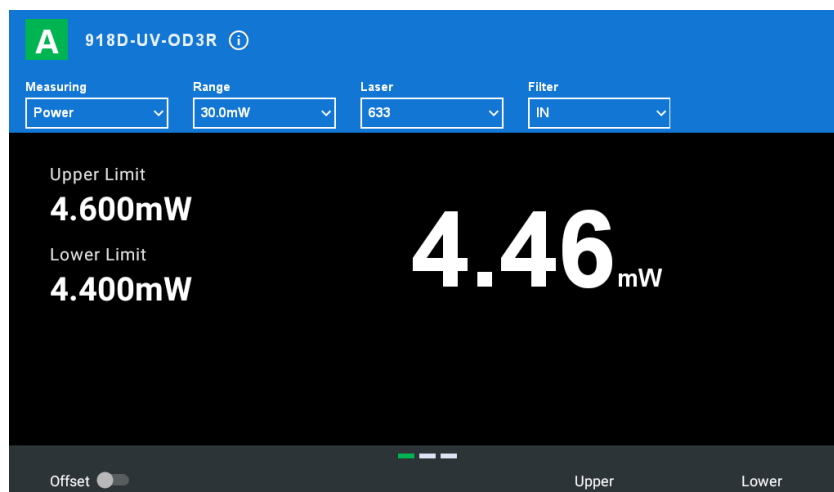 A 918D-UV-OD3R
Measuring Range Laser Filter
Power 30.0mW 633 IN
Upper Limit
4.600mW
Lower Limit
4.400mW
4.46 mW
Offset Upper Lower